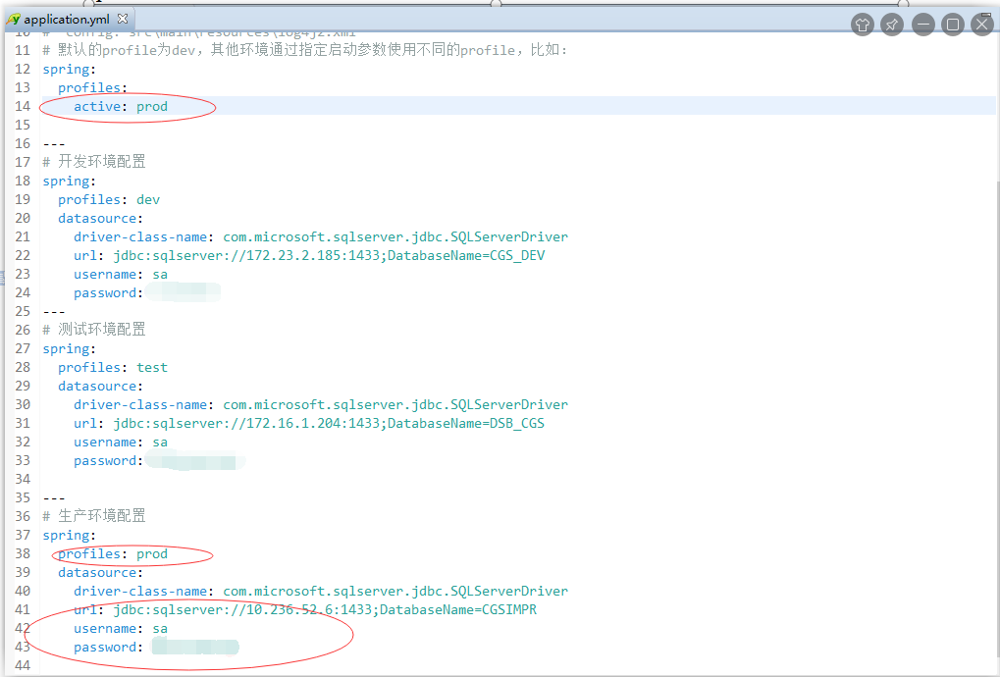 application.yml
10 # config: src\main\resources\log4j2.xml
11 # 默认的profile为dev，其他环境通过指定启动参数使用不同的profile，比如：
12 spring:
13   profiles:
14     active: prod
15
16 ---
17 # 开发环境配置
18 spring:
19   profiles: dev
20   datasource:
21     driver-class-name: com.microsoft.sqlserver.jdbc.SQLServerDriver
22     url: jdbc:sqlserver://172.23.2.185:1433;DatabaseName=CGS_DEV
23     username: sa
24     password:
25 ---
26 # 测试环境配置
27 spring:
28   profiles: test
29   datasource:
30     driver-class-name: com.microsoft.sqlserver.jdbc.SQLServerDriver
31     url: jdbc:sqlserver://172.16.1.204:1433;DatabaseName=DSB_CGS
32     username: sa
33     password:
34
35 ---
36 # 生产环境配置
37 spring:
38   profiles: prod
39   datasource:
40     driver-class-name: com.microsoft.sqlserver.jdbc.SQLServerDriver
41     url: jdbc:sqlserver://10.236.52.6:1433;DatabaseName=CGSIMPR
42     username: sa
43     password:
44